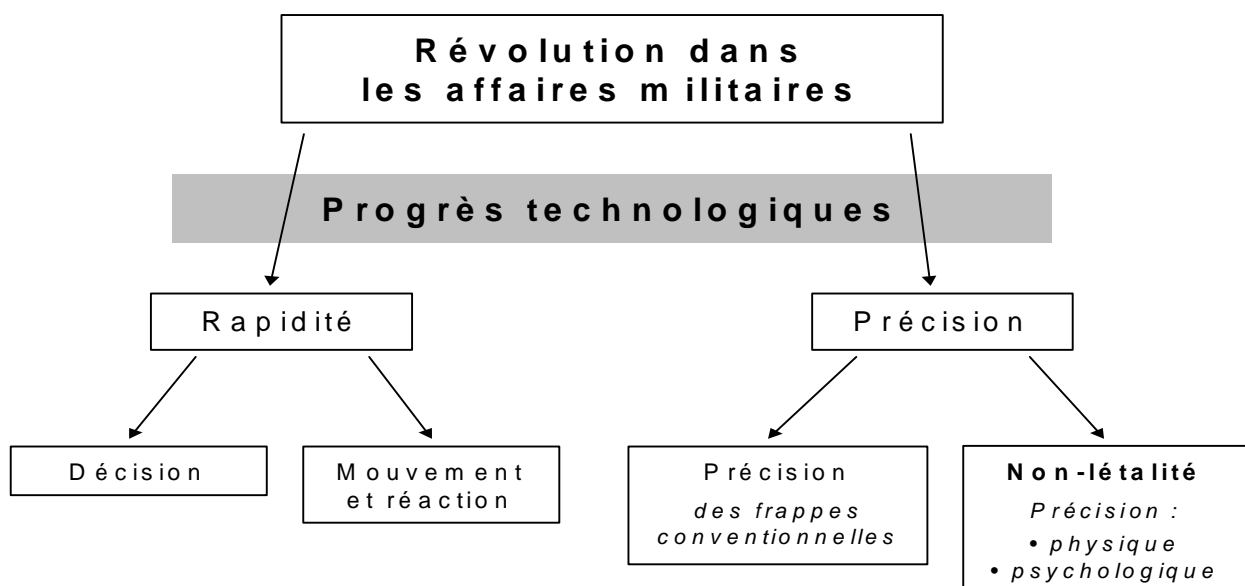 Révolution dans
les affaires militaires
Progrès technologiques
Rapidité
Précision
Décision
Mouvement
et réaction
Précision
des frappes
conventionnelles
Non-létalité
Précision :
• physique
• psychologique